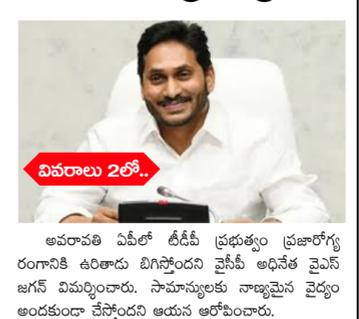 వివరాలు 2లో..
అవరావతి ఏపీలో టీడీపీ ప్రభుత్వం ప్రజారోగ్య
రంగానికి ఉరితాడు బిగిస్తోందని వైసీపీ అధినేత వైఎస్
జగన్ విమర్శించారు. సామాన్యులకు నాణ్యమైన వైద్యం
అందకుండా చేస్తోందని ఆయన ఆరోపించారు.